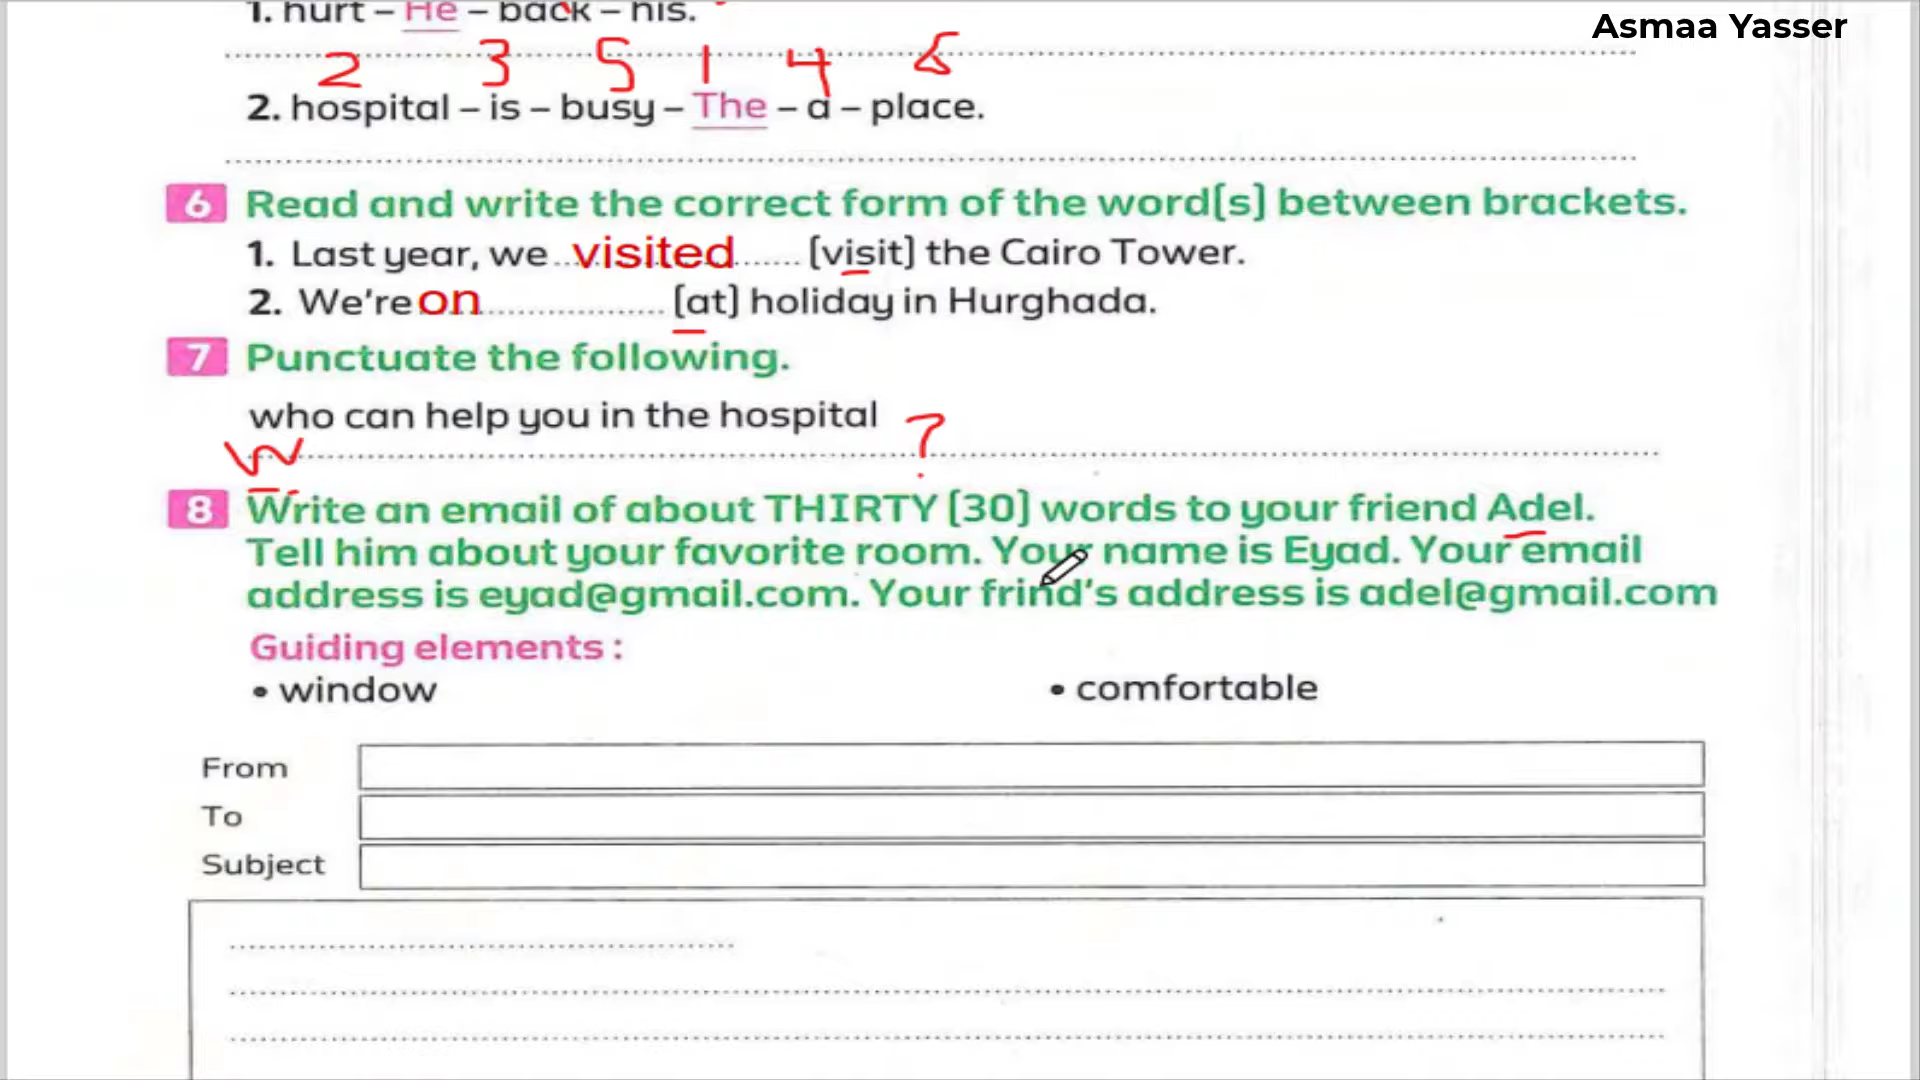 Asmaa Yasser
1. hurt – He – back – his.
2 3 5 1 4 6
2. hospital – is – busy – The – a – place.
6 Read and write the correct form of the word(s) between brackets.
1. Last year, we visited [visit] the Cairo Tower.
2. We're on [at] holiday in Hurghada.
7 Punctuate the following.
who can help you in the hospital ?
W
8 Write an email of about THIRTY (30) words to your friend Adel.
Tell him about your favorite room. Your name is Eyad. Your email
address is eyad@gmail.com. Your frind's address is adel@gmail.com
Guiding elements :
• window • comfortable
From
To
Subject